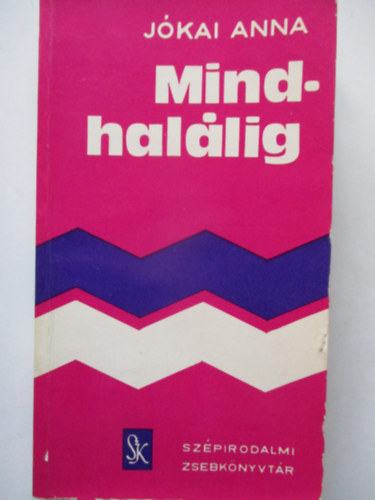 JÓKAI ANNA
Mind-
halálig
SZK
SZÉPIRODALMI
ZSEBKÖNYVTÁR